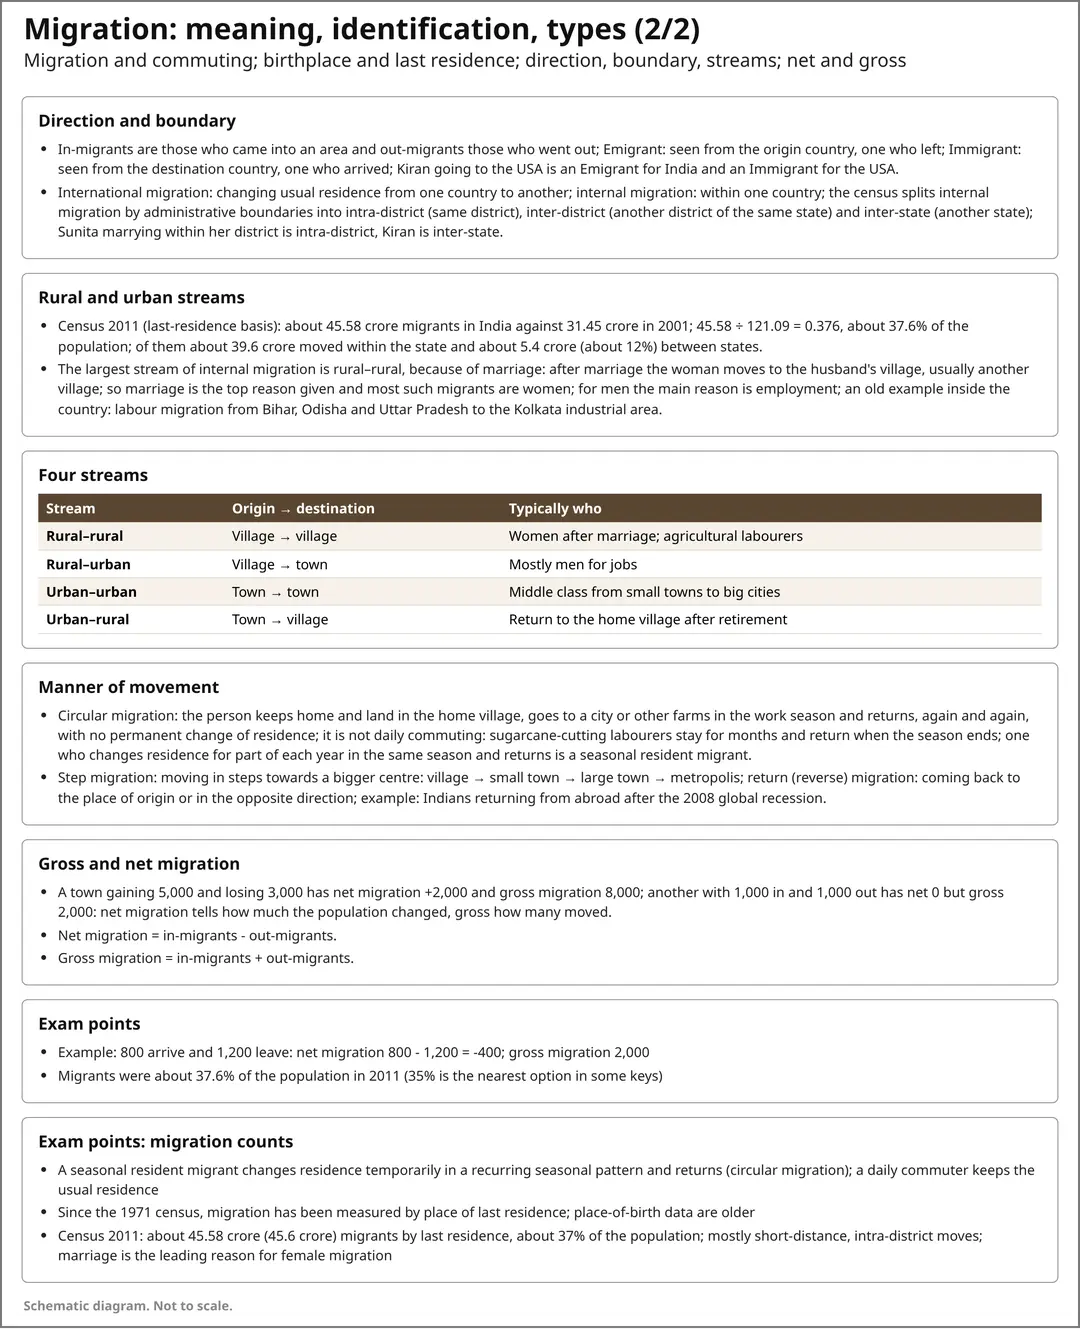 Migration: meaning, identification, types (2/2)
Migration and commuting; birthplace and last residence; direction, boundary, streams; net and gross
Direction and boundary
• In-migrants are those who came into an area and out-migrants those who went out; Emigrant: seen from the origin country, one who left; Immigrant:
seen from the destination country, one who arrived; Kiran going to the USA is an Emigrant for India and an Immigrant for the USA.
• International migration: changing usual residence from one country to another; internal migration: within one country; the census splits internal
migration by administrative boundaries into intra-district (same district), inter-district (another district of the same state) and inter-state (another state);
Sunita marrying within her district is intra-district, Kiran is inter-state.
Rural and urban streams
• Census 2011 (last-residence basis): about 45.58 crore migrants in India against 31.45 crore in 2001; 45.58 ÷ 121.09 = 0.376, about 37.6% of the
population; of them about 39.6 crore moved within the state and about 5.4 crore (about 12%) between states.
• The largest stream of internal migration is rural–rural, because of marriage: after marriage the woman moves to the husband's village, usually another
village; so marriage is the top reason given and most such migrants are women; for men the main reason is employment; an old example inside the
country: labour migration from Bihar, Odisha and Uttar Pradesh to the Kolkata industrial area.
Four streams
Stream Origin → destination Typically who
Rural–rural Village → village Women after marriage; agricultural labourers
Rural–urban Village → town Mostly men for jobs
Urban–urban Town → town Middle class from small towns to big cities
Urban–rural Town → village Return to the home village after retirement
Manner of movement
• Circular migration: the person keeps home and land in the home village, goes to a city or other farms in the work season and returns, again and again,
with no permanent change of residence; it is not daily commuting: sugarcane-cutting labourers stay for months and return when the season ends; one
who changes residence for part of each year in the same season and returns is a seasonal resident migrant.
• Step migration: moving in steps towards a bigger centre: village → small town → large town → metropolis; return (reverse) migration: coming back to
the place of origin or in the opposite direction; example: Indians returning from abroad after the 2008 global recession.
Gross and net migration
• A town gaining 5,000 and losing 3,000 has net migration +2,000 and gross migration 8,000; another with 1,000 in and 1,000 out has net 0 but gross
2,000: net migration tells how much the population changed, gross how many moved.
• Net migration = in-migrants - out-migrants.
• Gross migration = in-migrants + out-migrants.
Exam points
• Example: 800 arrive and 1,200 leave: net migration 800 - 1,200 = -400; gross migration 2,000
• Migrants were about 37.6% of the population in 2011 (35% is the nearest option in some keys)
Exam points: migration counts
• A seasonal resident migrant changes residence temporarily in a recurring seasonal pattern and returns (circular migration); a daily commuter keeps the
usual residence
• Since the 1971 census, migration has been measured by place of last residence; place-of-birth data are older
• Census 2011: about 45.58 crore (45.6 crore) migrants by last residence, about 37% of the population; mostly short-distance, intra-district moves;
marriage is the leading reason for female migration
Schematic diagram. Not to scale.